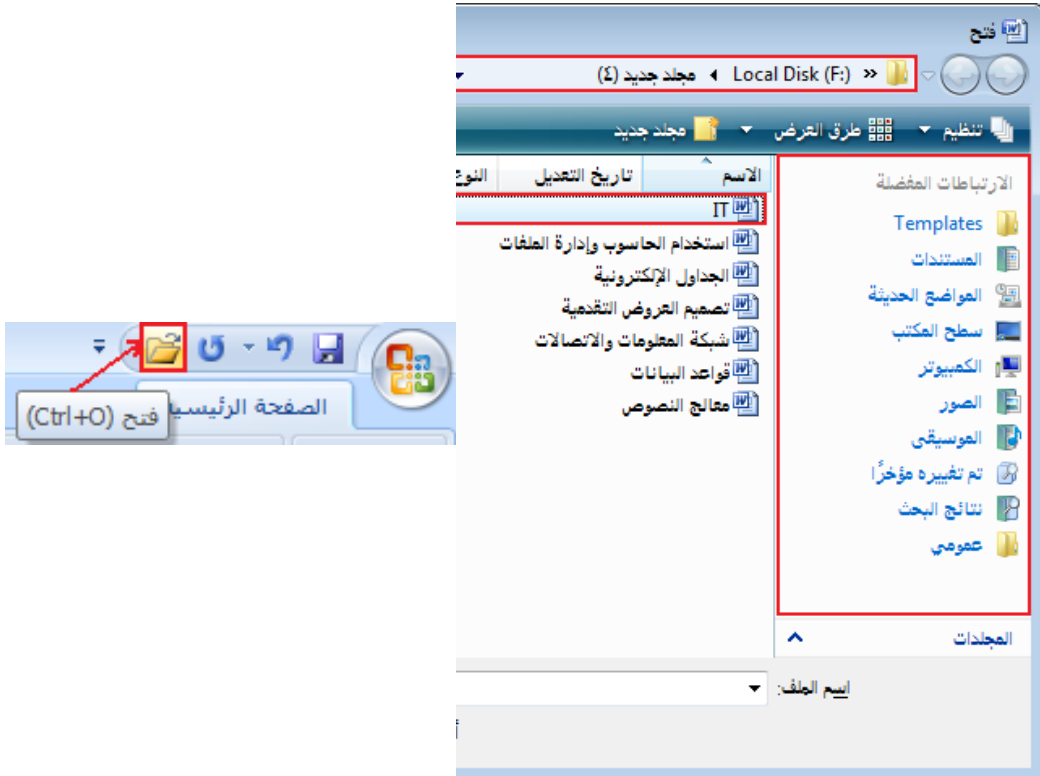 فتح
Local Disk (F:) مجلد جديد (٤)
تنظيم طرق العرض مجلد جديد
الاسم تاريخ التعديل النوع
IT
استخدام الحاسوب وإدارة الملفات
الجداول الإلكترونية
تصميم العروض التقدمية
شبكة المعلومات والاتصالات
قواعد البيانات
معالج النصوص
الارتباطات المفضلة
Templates
المستندات
المواضع الحديثة
سطح المكتب
الكمبيوتر
الصور
الموسيقى
تم تغييره مؤخرًا
نتائج البحث
عمومي
المجلدات
اسم الملف:
الصفحة الرئيسية
فتح (Ctrl+O)